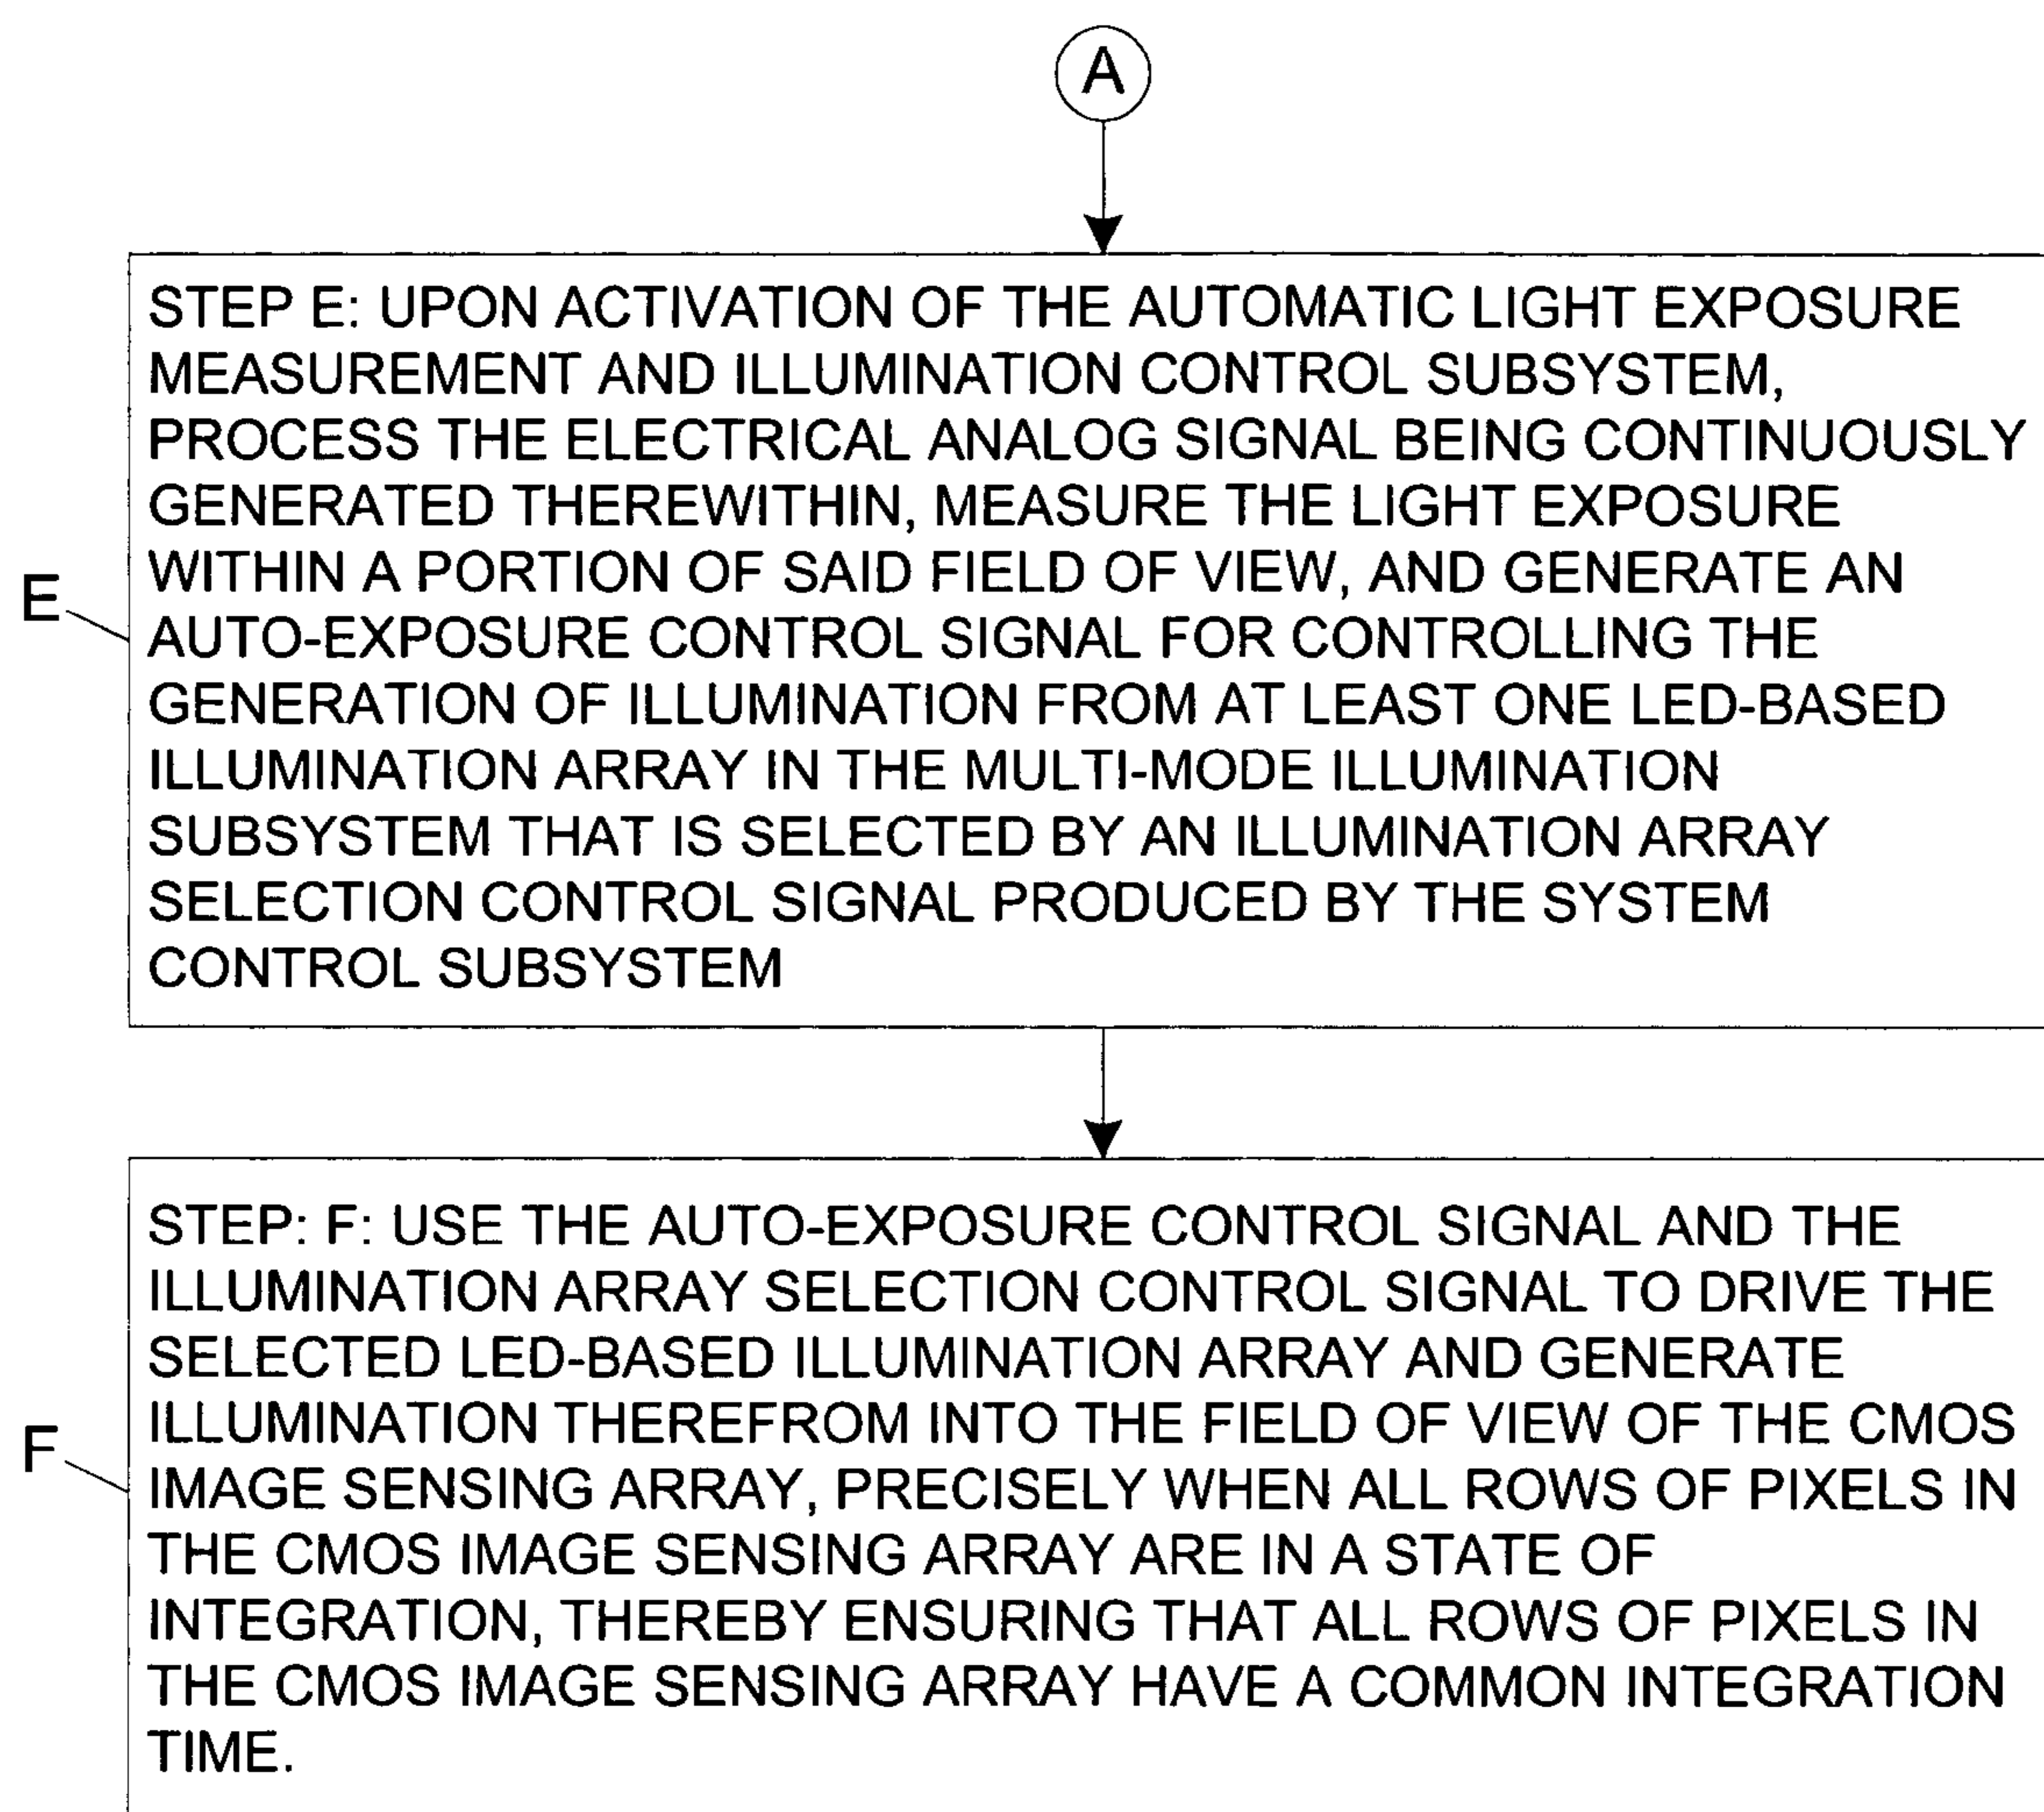 A
STEP E: UPON ACTIVATION OF THE AUTOMATIC LIGHT EXPOSURE
MEASUREMENT AND ILLUMINATION CONTROL SUBSYSTEM,
PROCESS THE ELECTRICAL ANALOG SIGNAL BEING CONTINUOUSLY
GENERATED THEREWITHIN, MEASURE THE LIGHT EXPOSURE
WITHIN A PORTION OF SAID FIELD OF VIEW, AND GENERATE AN
AUTO-EXPOSURE CONTROL SIGNAL FOR CONTROLLING THE
GENERATION OF ILLUMINATION FROM AT LEAST ONE LED-BASED
ILLUMINATION ARRAY IN THE MULTI-MODE ILLUMINATION
SUBSYSTEM THAT IS SELECTED BY AN ILLUMINATION ARRAY
SELECTION CONTROL SIGNAL PRODUCED BY THE SYSTEM
CONTROL SUBSYSTEM
E
STEP: F: USE THE AUTO-EXPOSURE CONTROL SIGNAL AND THE
ILLUMINATION ARRAY SELECTION CONTROL SIGNAL TO DRIVE THE
SELECTED LED-BASED ILLUMINATION ARRAY AND GENERATE
ILLUMINATION THEREFROM INTO THE FIELD OF VIEW OF THE CMOS
IMAGE SENSING ARRAY, PRECISELY WHEN ALL ROWS OF PIXELS IN
THE CMOS IMAGE SENSING ARRAY ARE IN A STATE OF
INTEGRATION, THEREBY ENSURING THAT ALL ROWS OF PIXELS IN
THE CMOS IMAGE SENSING ARRAY HAVE A COMMON INTEGRATION
TIME.
F